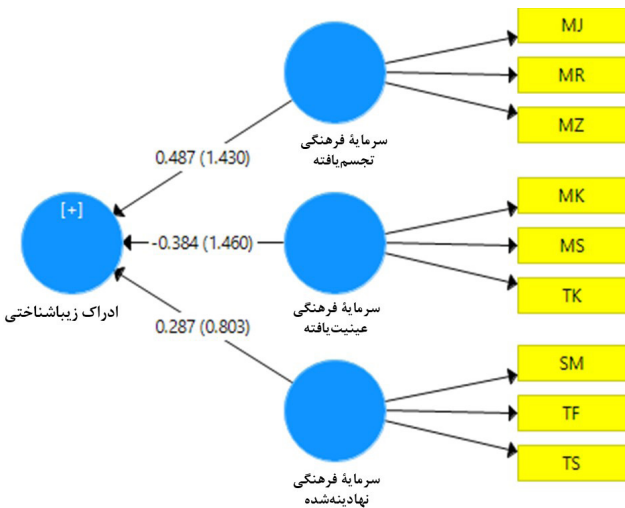 MJ
MR
MZ
سرمایهٔ فرهنگی
تجسم‌یافته
0.487 (1.430)
[+]
ادراک زیباشناختی
-0.384 (1.460)
MK
MS
TK
سرمایهٔ فرهنگی
عینیت‌یافته
0.287 (0.803)
SM
TF
TS
سرمایهٔ فرهنگی
نهادینه‌شده